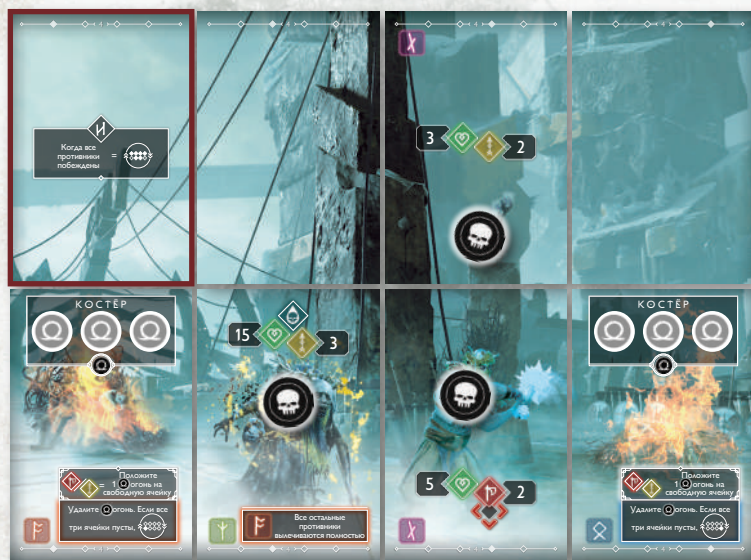 Когда все
противники =
побеждены
3
2
КОСТЁР
15
3
КОСТЁР
Положите
= 1 огонь на
свободную ячейку
Удалите огонь. Если все
три ячейки пусты,
Все остальные
противники
вылечиваются полностью
5
2
Положите
= 1 огонь на
свободную ячейку
Удалите огонь. Если все
три ячейки пусты,